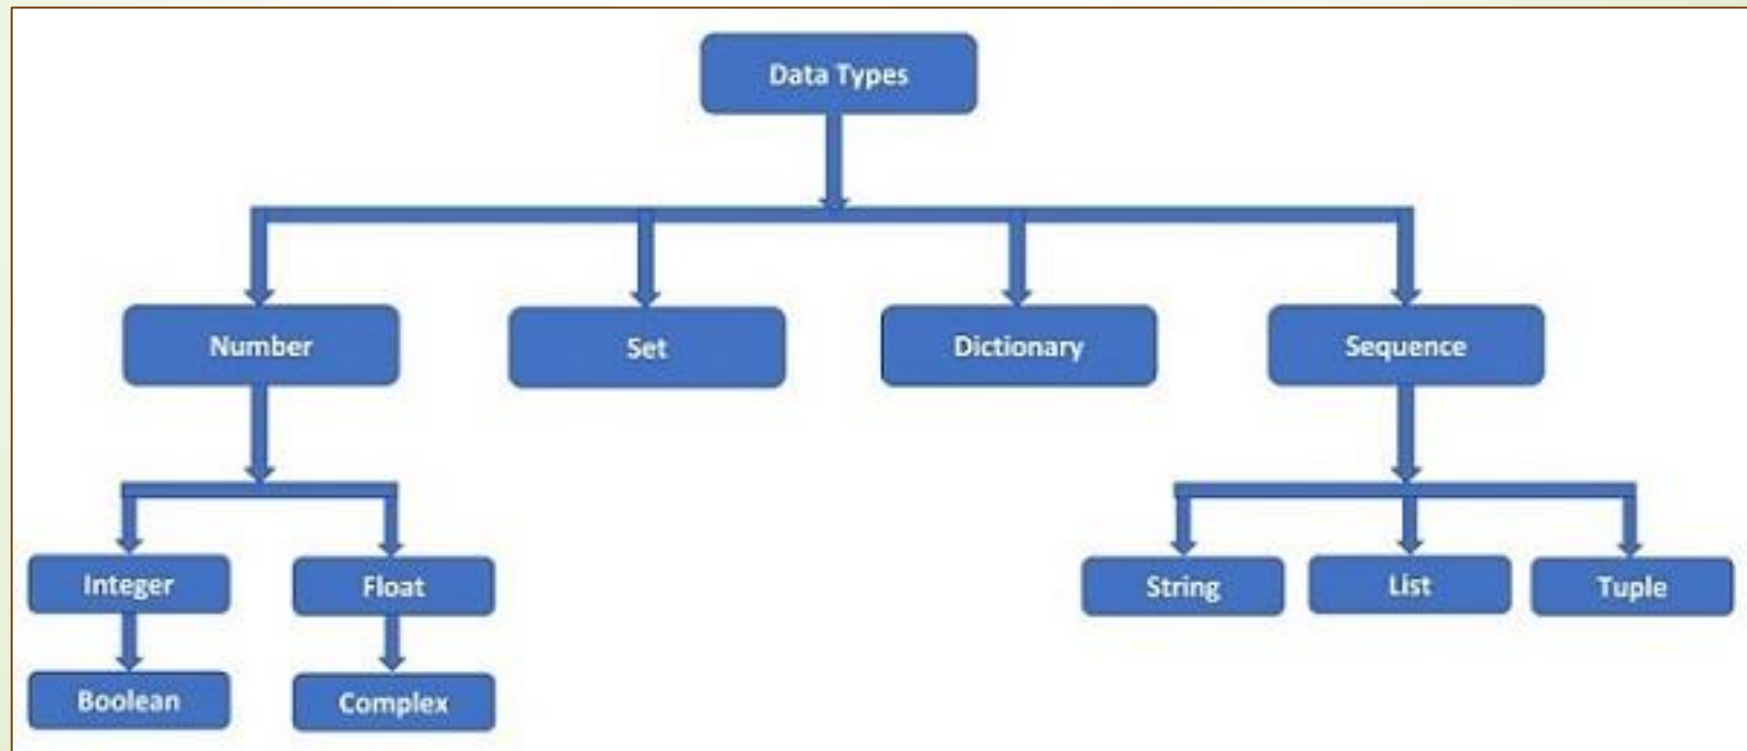 Data Types
Number
Set
Dictionary
Sequence
Integer
Float
String
List
Tuple
Boolean
Complex